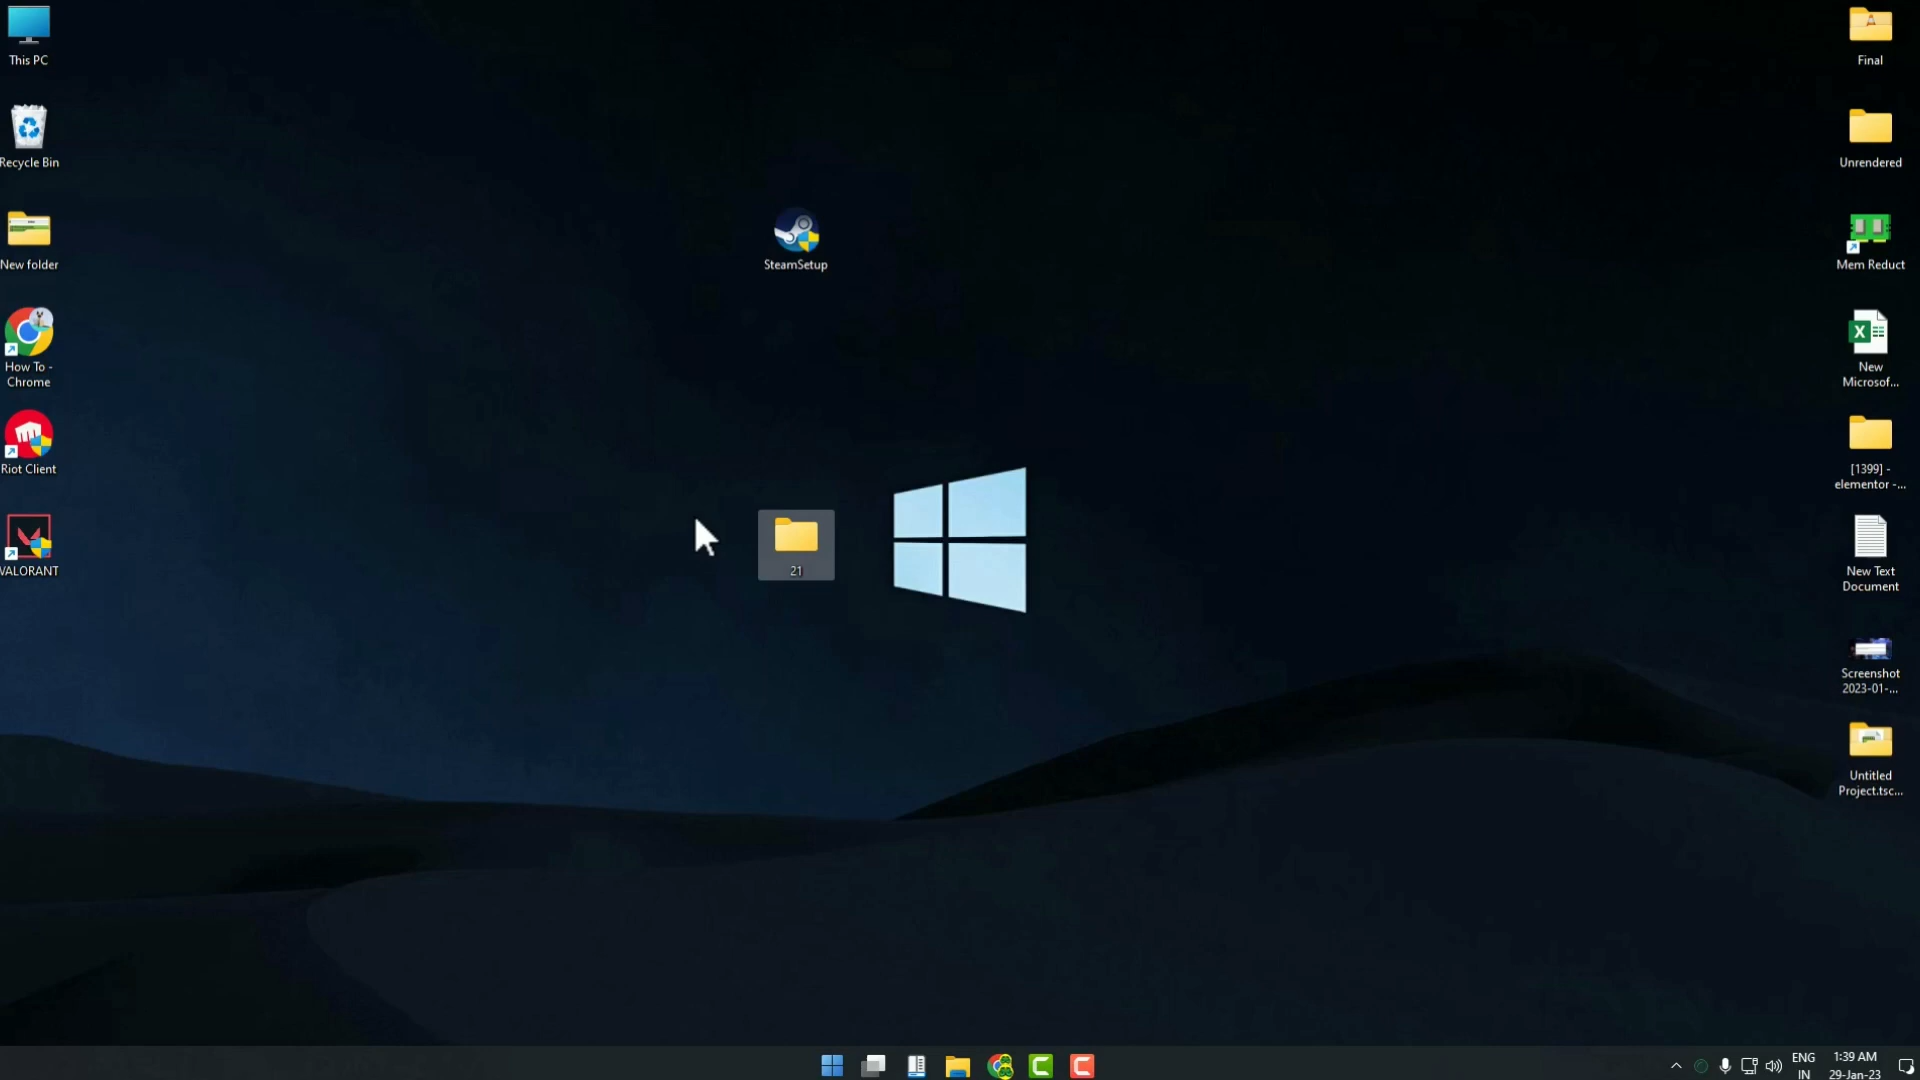 This PC
Recycle Bin
New folder
How To -
Chrome
Riot Client
VALORANT
SteamSetup
21
Final
Unrendered
Mem Reduct
New
Microsof...
[1399] -
elementor -...
New Text
Document
Screenshot
2023-01-...
Untitled
Project.tsc...
ENG
IN
1:39 AM
29-Jan-23